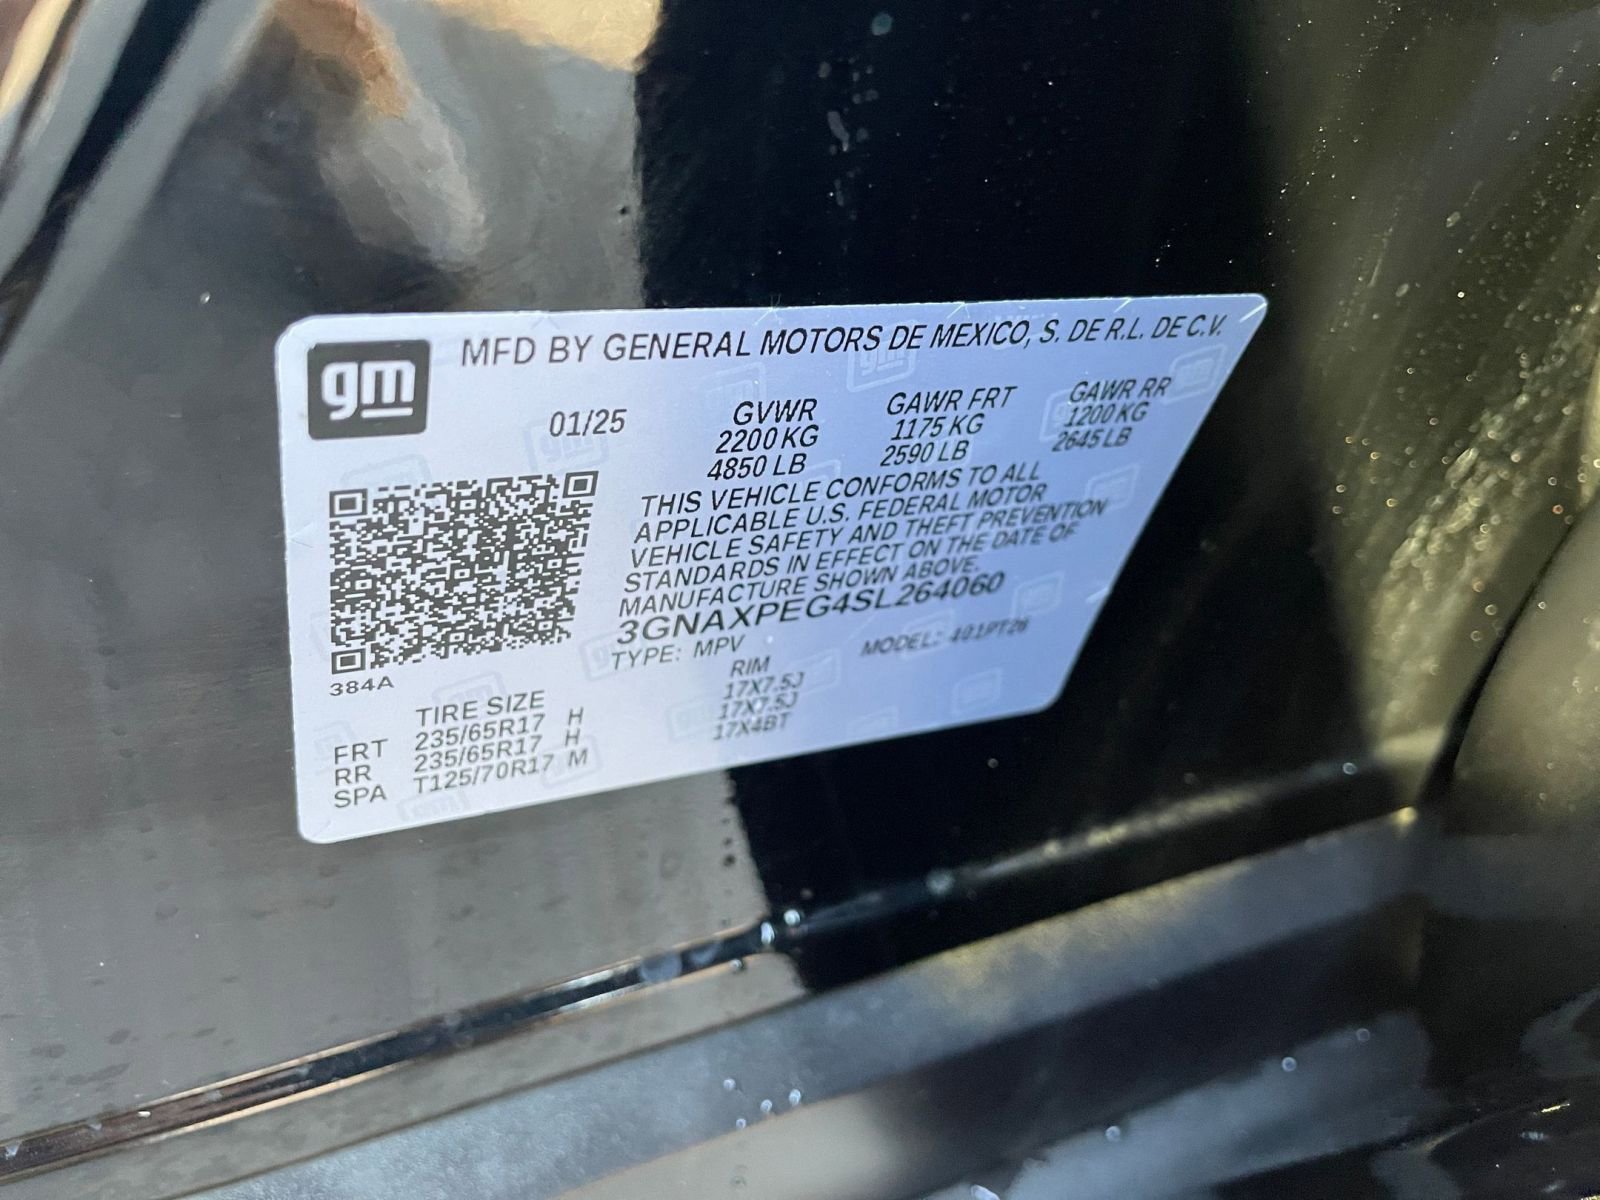 gm
MFD BY GENERAL MOTORS DE MEXICO, S. DE R.L. DE C.V.
01/25 GVWR GAWR FRT GAWR RR
2200 KG 1175 KG 1200 KG
4850 LB 2590 LB 2645 LB
THIS VEHICLE CONFORMS TO ALL
APPLICABLE U.S. FEDERAL MOTOR
VEHICLE SAFETY AND THEFT PREVENTION
STANDARDS IN EFFECT ON THE DATE OF
MANUFACTURE SHOWN ABOVE.
3GNAXPEG4SL264060
TYPE: MPV MODEL: 401PT26
384A
TIRE SIZE RIM
FRT 235/65R17 H 17X7.5J
RR 235/65R17 H 17X7.5J
SPA T125/70R17 M 17X4BT